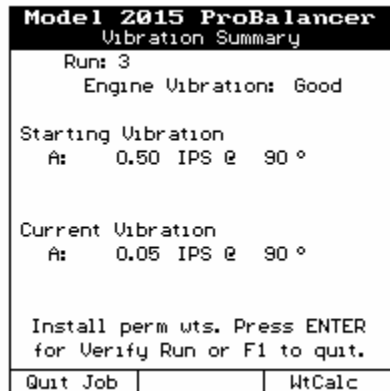 Model 2015 ProBalancer
Vibration Summary
Run: 3
Engine Vibration: Good
Starting Vibration
A: 0.50 IPS @ 90 °
Current Vibration
A: 0.05 IPS @ 90 °
Install perm wts. Press ENTER
for Verify Run or F1 to quit.
Quit Job WtCalc